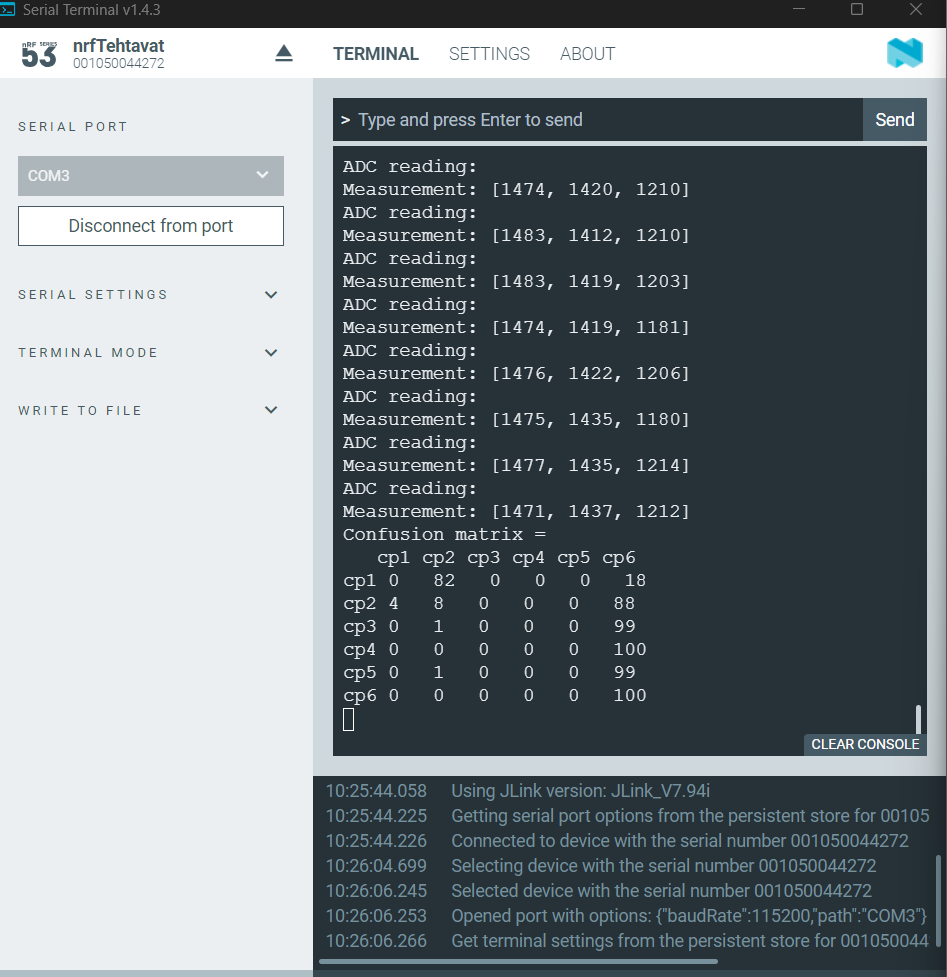 Serial Terminal v1.4.3
nRF SERIES
53
nrfTehtavat
001050044272
TERMINAL SETTINGS ABOUT
SERIAL PORT
COM3
Disconnect from port
SERIAL SETTINGS
TERMINAL MODE
WRITE TO FILE
> Type and press Enter to send
Send
ADC reading:
Measurement: [1474, 1420, 1210]
ADC reading:
Measurement: [1483, 1412, 1210]
ADC reading:
Measurement: [1483, 1419, 1203]
ADC reading:
Measurement: [1474, 1419, 1181]
ADC reading:
Measurement: [1476, 1422, 1206]
ADC reading:
Measurement: [1475, 1435, 1180]
ADC reading:
Measurement: [1477, 1435, 1214]
ADC reading:
Measurement: [1471, 1437, 1212]
Confusion matrix =
cp1 cp2 cp3 cp4 cp5 cp6
cp1 0 82 0 0 0 18
cp2 4 8 0 0 0 88
cp3 0 1 0 0 0 99
cp4 0 0 0 0 0 100
cp5 0 1 0 0 0 99
cp6 0 0 0 0 0 100
CLEAR CONSOLE
10:25:44.058 Using JLink version: JLink_V7.94i
10:25:44.225 Getting serial port options from the persistent store for 00105
10:25:44.226 Connected to device with the serial number 001050044272
10:26:04.699 Selecting device with the serial number 001050044272
10:26:06.245 Selected device with the serial number 001050044272
10:26:06.253 Opened port with options: {"baudRate":115200,"path":"COM3"}
10:26:06.266 Get terminal settings from the persistent store for 001050044